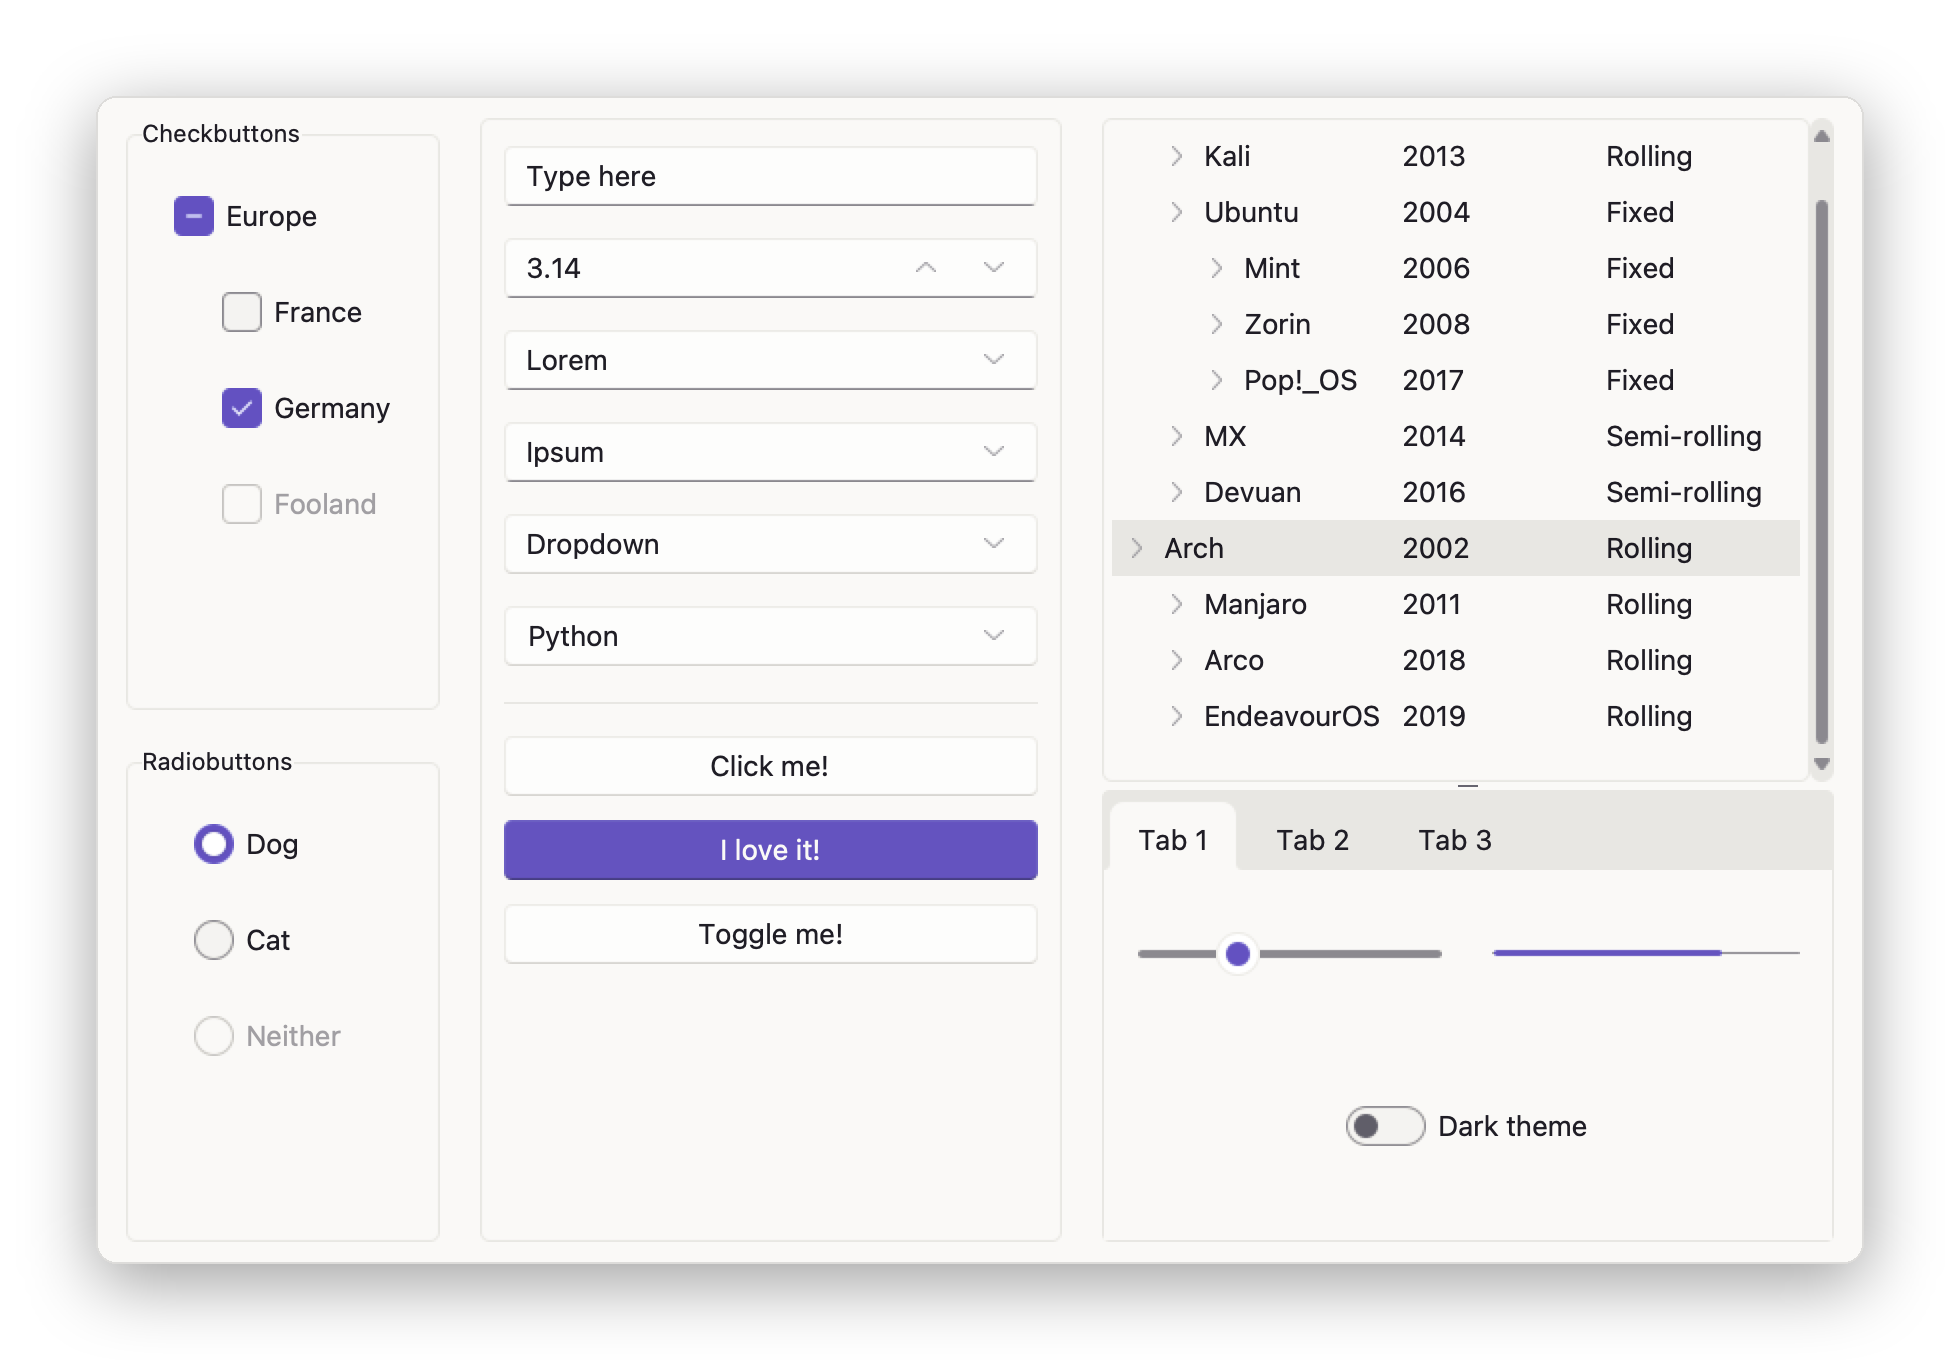 Checkbuttons
Europe
France
Germany
Fooland
Radiobuttons
Dog
Cat
Neither
Type here
3.14
Lorem
Ipsum
Dropdown
Python
Click me!
I love it!
Toggle me!
Kali 2013 Rolling
Ubuntu 2004 Fixed
Mint 2006 Fixed
Zorin 2008 Fixed
Pop!_OS 2017 Fixed
MX 2014 Semi-rolling
Devuan 2016 Semi-rolling
Arch 2002 Rolling
Manjaro 2011 Rolling
Arco 2018 Rolling
EndeavourOS 2019 Rolling
Tab 1 Tab 2 Tab 3
Dark theme